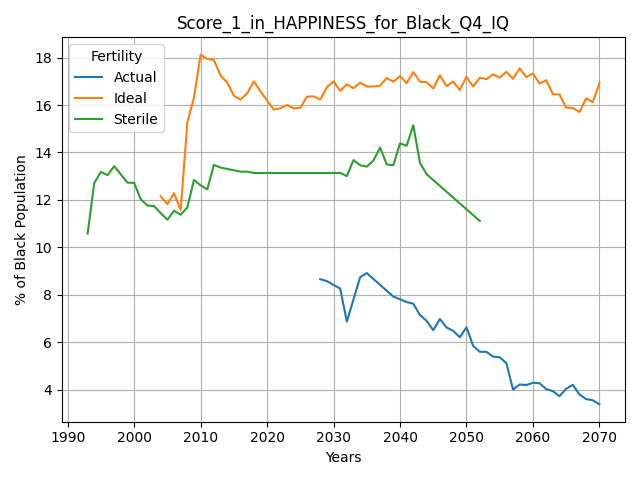 Score_1_in_HAPPINESS_for_Black_Q4_IQ
Fertility
Actual
Ideal
Sterile
% of Black Population
18
16
14
12
10
8
6
4
1990 2000 2010 2020 2030 2040 2050 2060 2070
Years